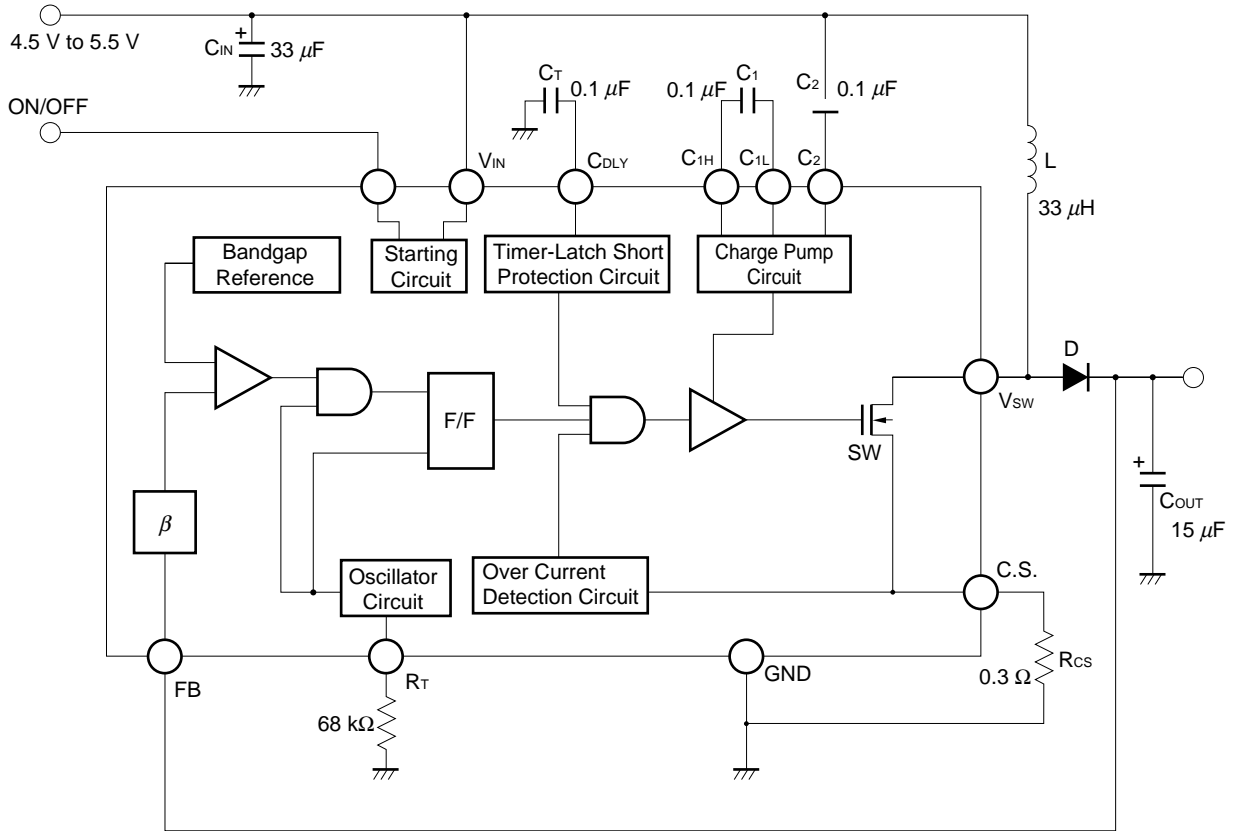 4.5 V to 5.5 V
CIN
+
33 μF
CT
0.1 μF
0.1 μF
C1
C2
0.1 μF
ON/OFF
VIN
CDLY
C1H
C1L
C2
L
33 μH
Bandgap
Reference
Starting
Circuit
Timer-Latch Short
Protection Circuit
Charge Pump
Circuit
D
VSW
F/F
SW
+
COUT
15 μF
β
Oscillator
Circuit
Over Current
Detection Circuit
C.S.
FB
RT
GND
0.3 Ω
RCS
68 kΩ